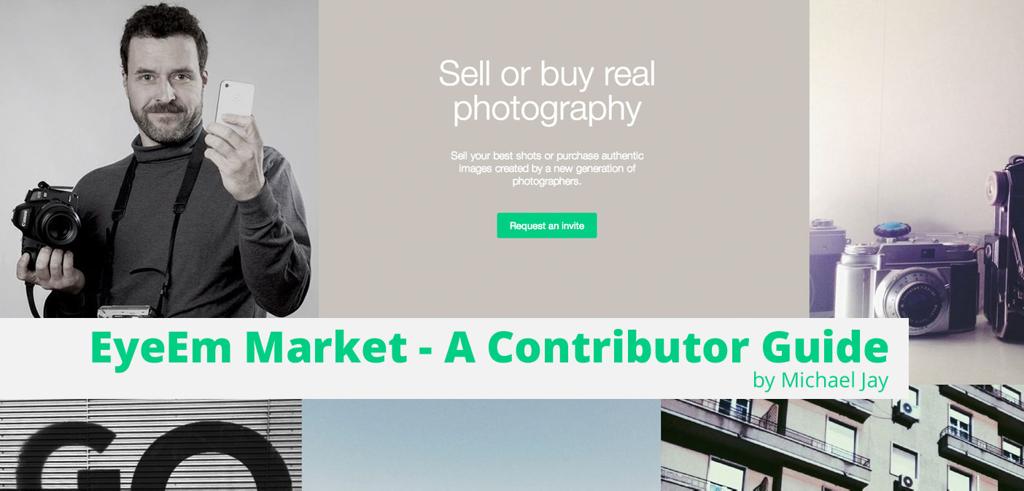 Sell or buy real
photography
Sell your best shots or purchase authentic
images created by a new generation of
photographers.
Request an invite
EyeEm Market - A Contributor Guide
by Michael Jay
GO